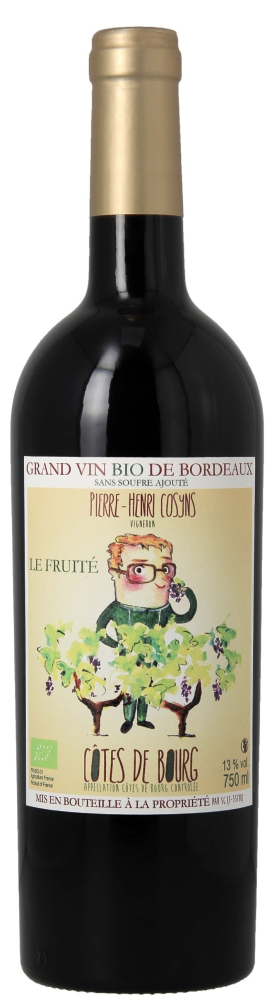 GRAND VIN BIO DE BORDEAUX
SANS SOUFRE AJOUTÉ
PIERRE-HENRI COSYNS
VIGNERON
LE FRUITÉ
FR-BIO-01
Agriculture France
Product of France
CÔTES DE BOURG
APPELLATION CÔTES DE BOURG CONTRÔLÉE
13 % vol.
750 ml
MIS EN BOUTEILLE À LA PROPRIÉTÉ PAR SC (F-33710)
21